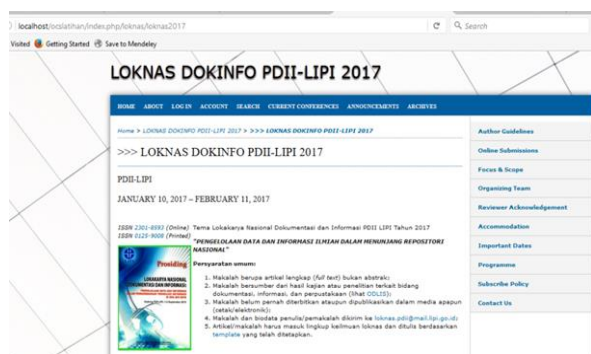 localhost/ocslatihan/index.php/loknas/loknas2017
Search
Visited Getting Started Save to Mendeley
LOKNAS DOKINFO PDII-LIPI 2017
HOME ABOUT LOG IN ACCOUNT SEARCH CURRENT CONFERENCES ANNOUNCEMENTS ARCHIVES
Home > LOKNAS DOKINFO PDII-LIPI 2017 > >>> LOKNAS DOKINFO PDII-LIPI 2017
>>> LOKNAS DOKINFO PDII-LIPI 2017
PDII-LIPI
JANUARY 10, 2017 – FEBRUARY 11, 2017
ISSN 2301-8593 (Online) Tema Lokakarya Nasional Dokumentasi dan Informasi PDII LIPI Tahun 2017
ISSN 0125-9008 (Printed)
"PENGELOLAAN DATA DAN INFORMASI ILMIAH DALAM MENUNJANG REPOSITORI
NASIONAL"
Prosiding
LOKAKARYA NASIONAL
DOKUMENTASI DAN INFORMASI
Persyaratan umum:
1. Makalah berupa artikel lengkap (full text) bukan abstrak;
2. Makalah bersumber dari hasil kajian atau penelitian terkait bidang
dokumentasi, informasi, dan perpustakaan (lihat COLIS);
3. Makalah belum pernah diterbitkan ataupun dipublikasikan dalam media apapun
(cetak/elektronik);
4. Makalah dan biodata penulis/pemakalah dikirim ke loknas.pdii@mail.lipi.go.id;
5. Artikel/makalah harus masuk lingkup keilmuan loknas dan ditulis berdasarkan
template yang telah ditetapkan.
Author Guidelines
Online Submissions
Focus & Scope
Organizing Team
Reviewer Acknowledgement
Accommodation
Important Dates
Programme
Subscribe Policy
Contact Us